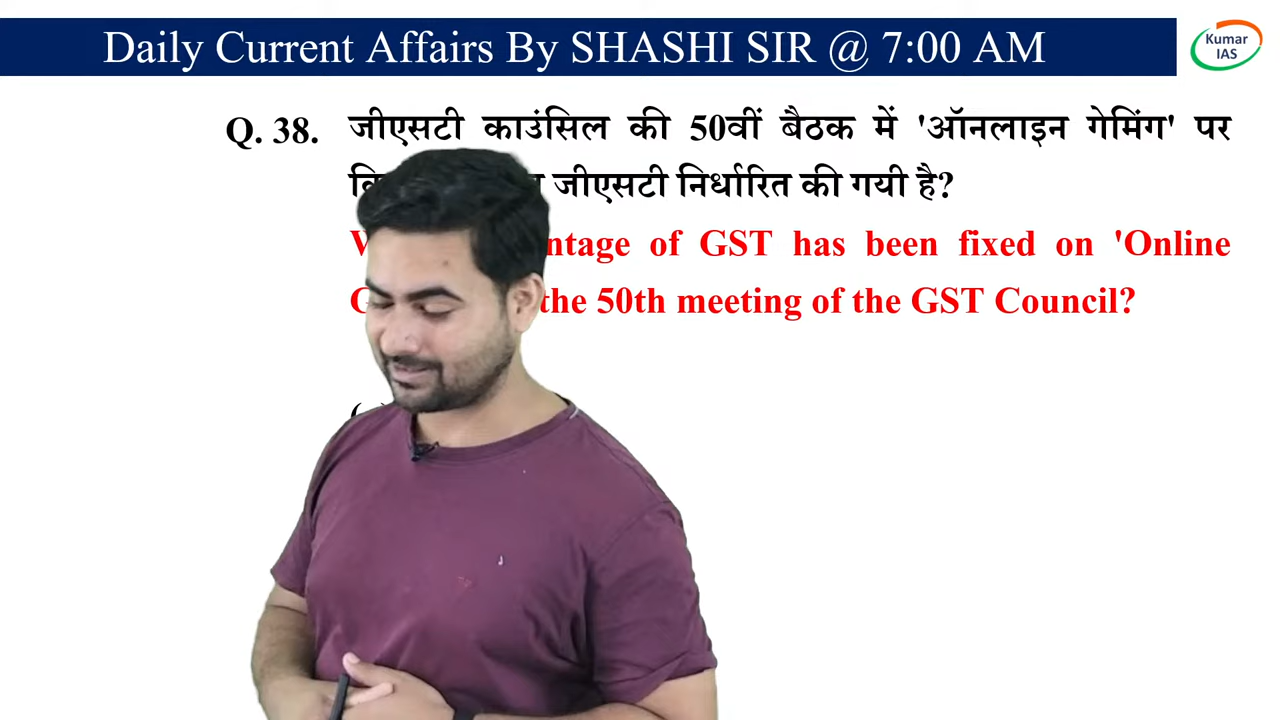 Daily Current Affairs By SHASHI SIR @ 7:00 AM
Kumar
IAS
Q. 38. जीएसटी काउंसिल की 50वीं बैठक में 'ऑनलाइन गेमिंग' पर
जीएसटी निर्धारित की गयी है?
of GST has been fixed on 'Online
the 50th meeting of the GST Council?